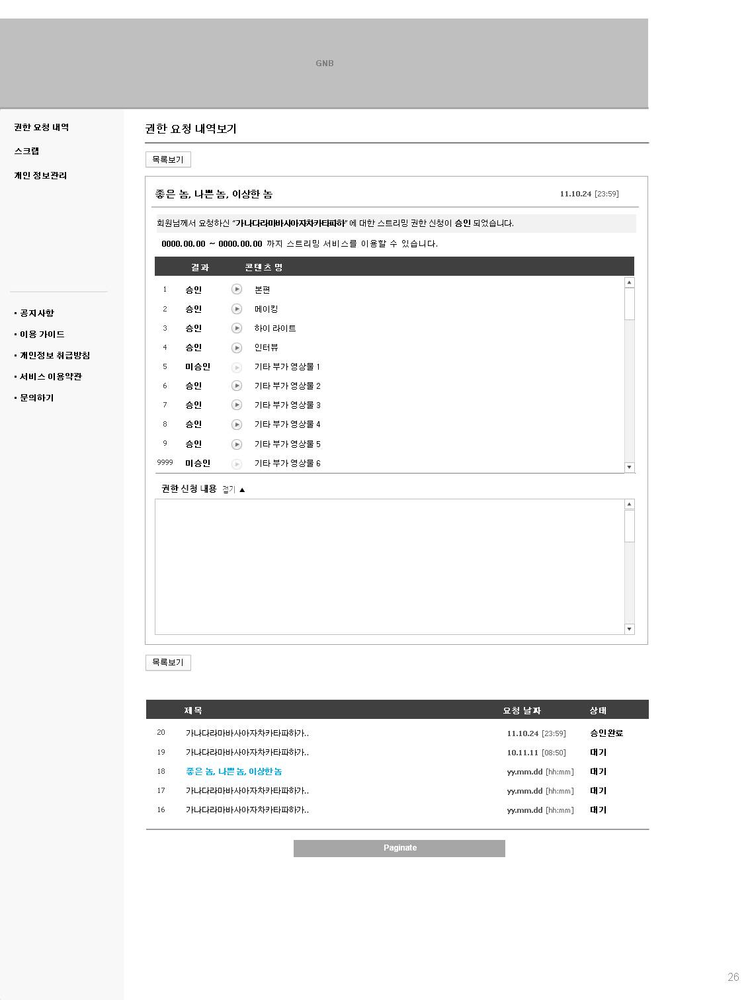 GNB
권한 요청 내역
스크랩
개인 정보관리
• 공지사항
• 이용 가이드
• 개인정보 취급방침
• 서비스 이용약관
• 문의하기
권한 요청 내역보기
목록보기
좋은 놈, 나쁜 놈, 이상한 놈 11.10.24 [23:59]
회원님께서 요청하신 “가나다라마바사아자차카타파하” 에 대한 스트리밍 권한 신청이 승인 되었습니다.
0000.00.00 ~ 0000.00.00 까지 스트리밍 서비스를 이용할 수 있습니다.
결과 콘텐츠 명
1 승인 본편
2 승인 메이킹
3 승인 하이 라이트
4 승인 인터뷰
5 미승인 기타 부가 영상물 1
6 승인 기타 부가 영상물 2
7 승인 기타 부가 영상물 3
8 승인 기타 부가 영상물 4
9 승인 기타 부가 영상물 5
9999 미승인 기타 부가 영상물 6
권한 신청 내용 접기 ▲
목록보기
제 목 요청 날짜 상태
20 가나다라마바사아자차카타파하가.. 11.10.24 [23:59] 승인완료
19 가나다라마바사아자차카타파하가.. 10.11.11 [08:50] 대기
18 좋은 놈, 나쁜 놈, 이상한 놈 yy.mm.dd [hh:mm] 대기
17 가나다라마바사아자차카타파하가.. yy.mm.dd [hh:mm] 대기
16 가나다라마바사아자차카타파하가.. yy.mm.dd [hh:mm] 대기
Paginate
26